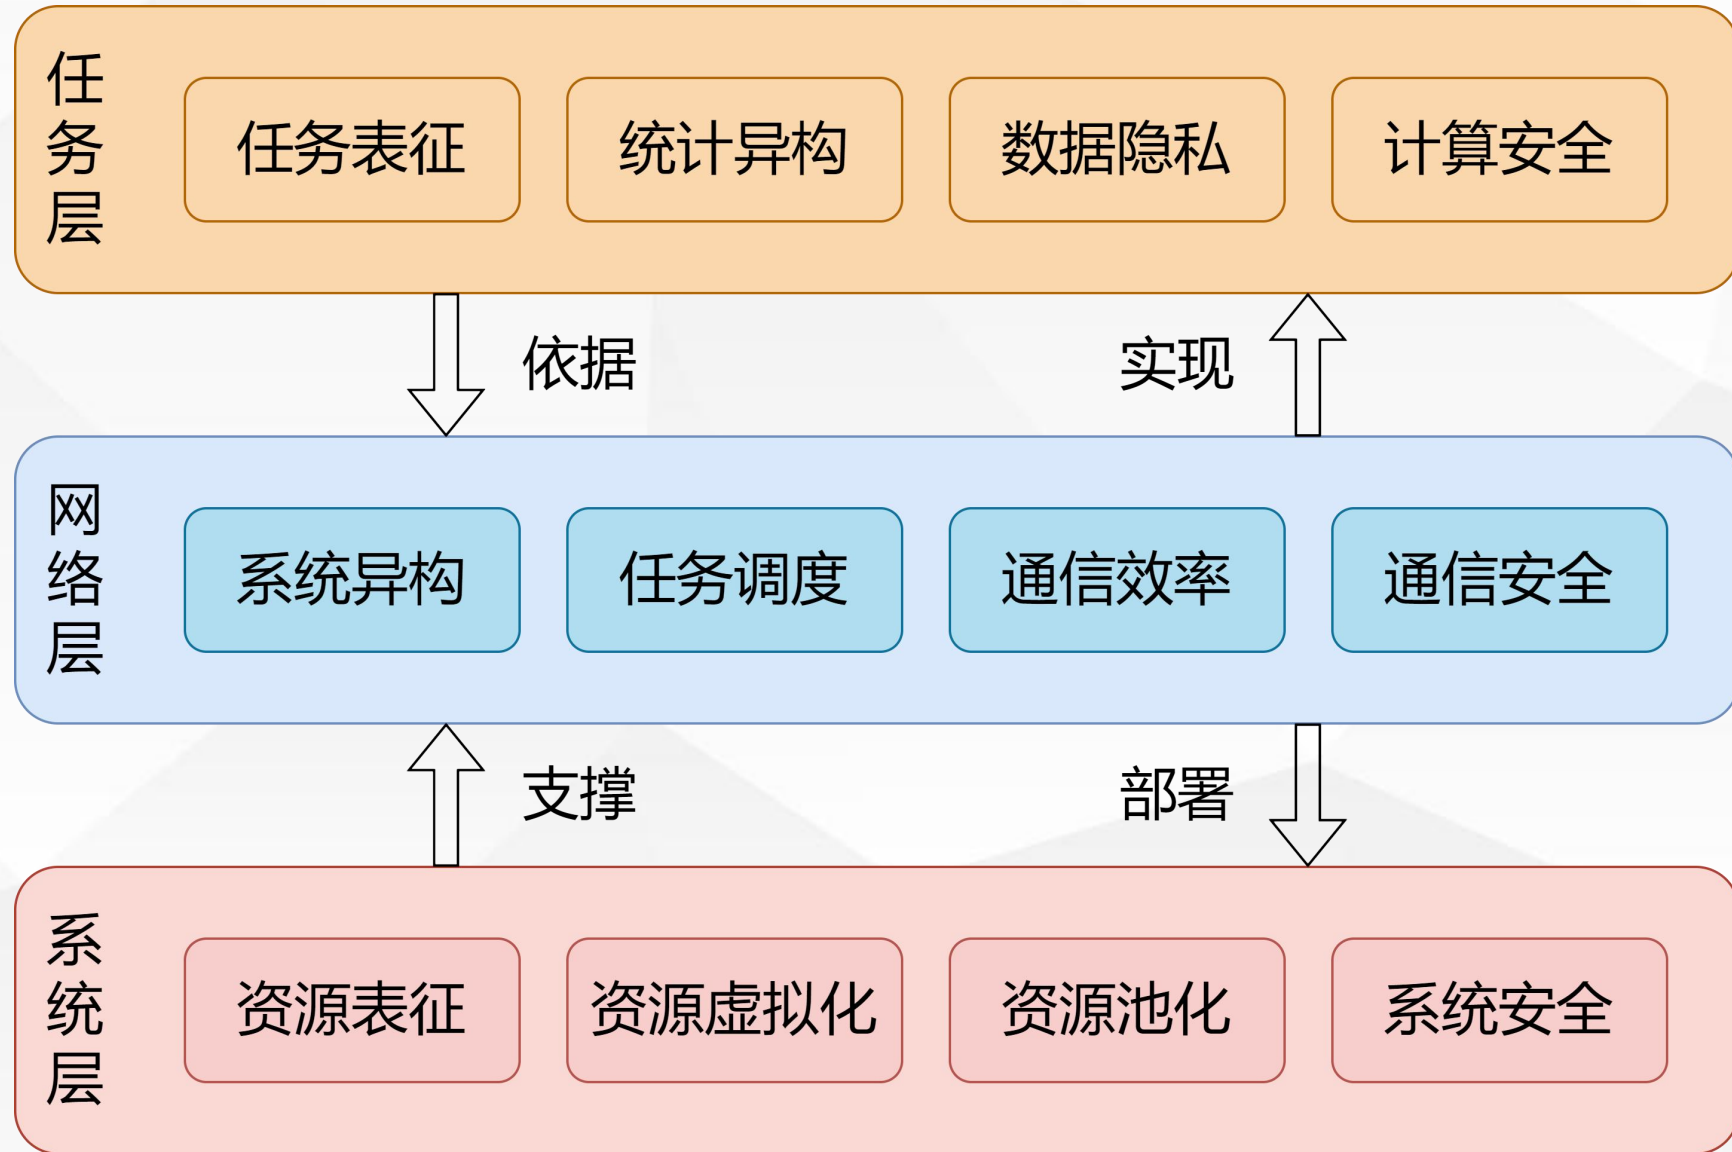 任务层
任务表征
统计异构
数据隐私
计算安全
依据
实现
网络层
系统异构
任务调度
通信效率
通信安全
支撑
部署
系统层
资源表征
资源虚拟化
资源池化
系统安全